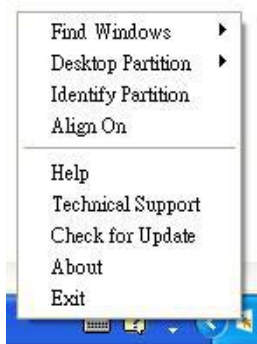 Find Windows
Desktop Partition
Identify Partition
Align On
Help
Technical Support
Check for Update
About
Exit